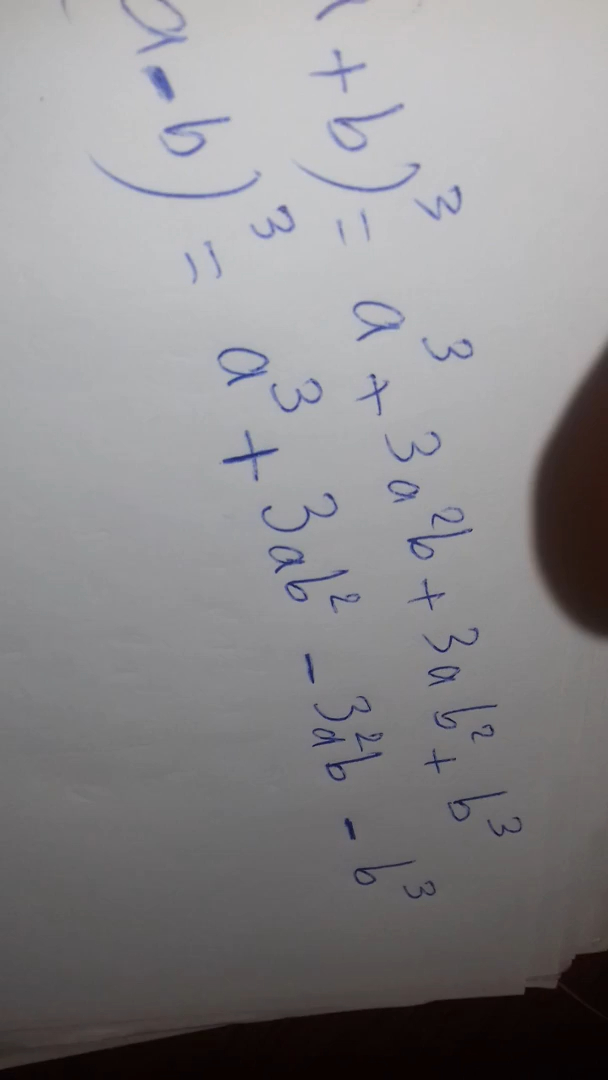 + b)³ = a³ + 3a²b + 3ab² + b³
a - b)³ = a³ + 3ab² - 3a²b - b³